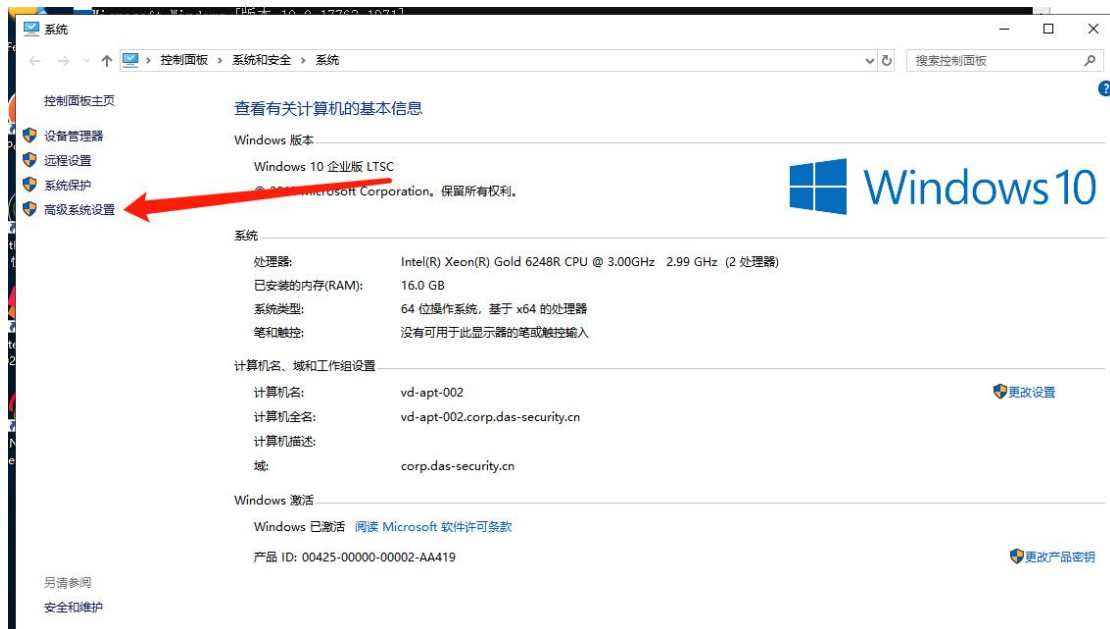 [版本 10.0.17763.1971]
系统
控制面板 › 系统和安全 › 系统
搜索控制面板
控制面板主页
设备管理器
远程设置
系统保护
高级系统设置
查看有关计算机的基本信息
Windows 版本
Windows 10 企业版 LTSC
Microsoft Corporation。保留所有权利。
Windows 10
系统
处理器: Intel(R) Xeon(R) Gold 6248R CPU @ 3.00GHz 2.99 GHz (2 处理器)
已安装的内存(RAM): 16.0 GB
系统类型: 64 位操作系统，基于 x64 的处理器
笔和触控: 没有可用于此显示器的笔或触控输入
计算机名、域和工作组设置
计算机名: vd-apt-002
更改设置
计算机全名: vd-apt-002.corp.das-security.cn
计算机描述:
域: corp.das-security.cn
Windows 激活
Windows 已激活 阅读 Microsoft 软件许可条款
产品 ID: 00425-00000-00002-AA419
更改产品密钥
另请参阅
安全和维护